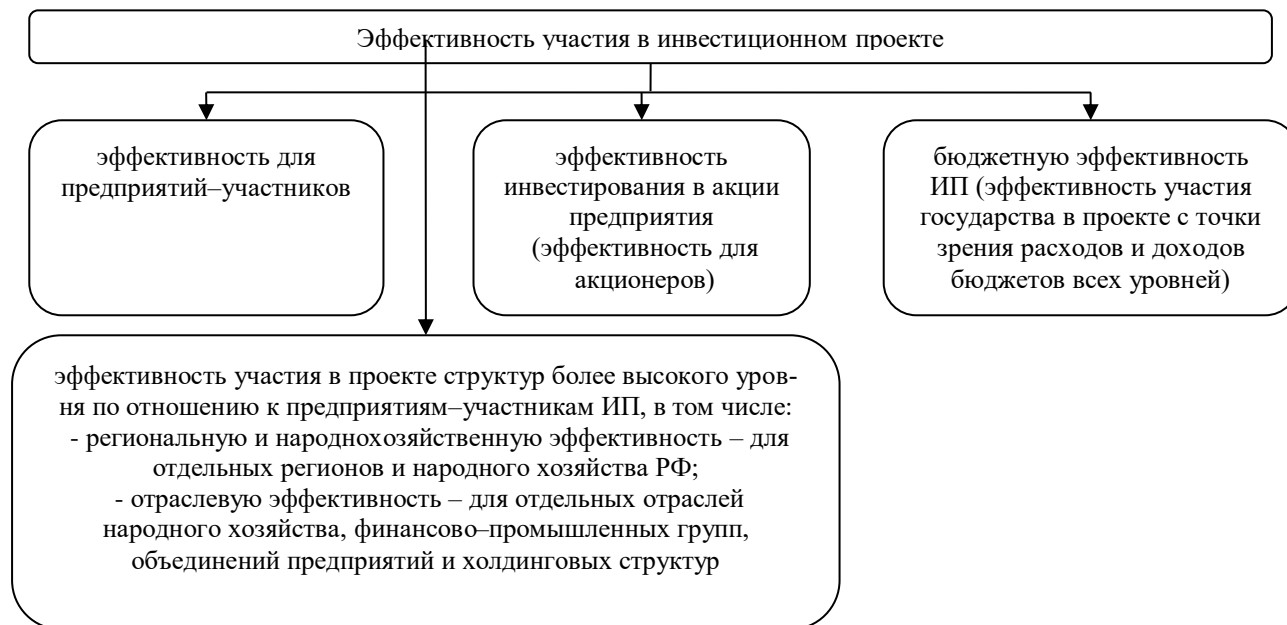 Эффективность участия в инвестиционном проекте
эффективность для
предприятий–участников
эффективность
инвестирования в акции
предприятия
(эффективность для
акционеров)
бюджетную эффективность
ИП (эффективность участия
государства в проекте с точки
зрения расходов и доходов
бюджетов всех уровней)
эффективность участия в проекте структур более высокого уров-
ня по отношению к предприятиям–участникам ИП, в том числе:
- региональную и народнохозяйственную эффективность – для
отдельных регионов и народного хозяйства РФ;
- отраслевую эффективность – для отдельных отраслей
народного хозяйства, финансово–промышленных групп,
объединений предприятий и холдинговых структур